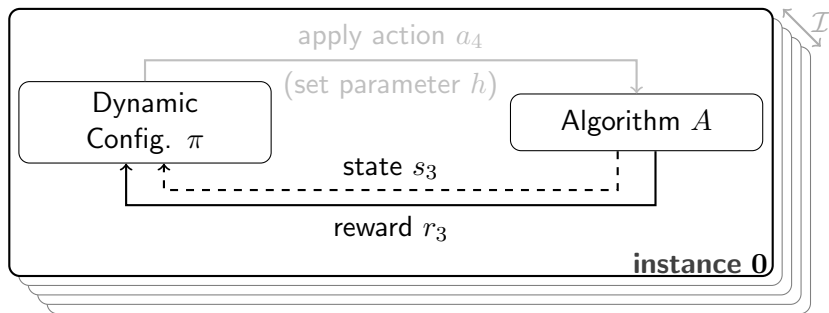 apply action a₄
ℐ
(set parameter h)
Dynamic
Config. π
Algorithm A
state s₃
reward r₃
instance 0